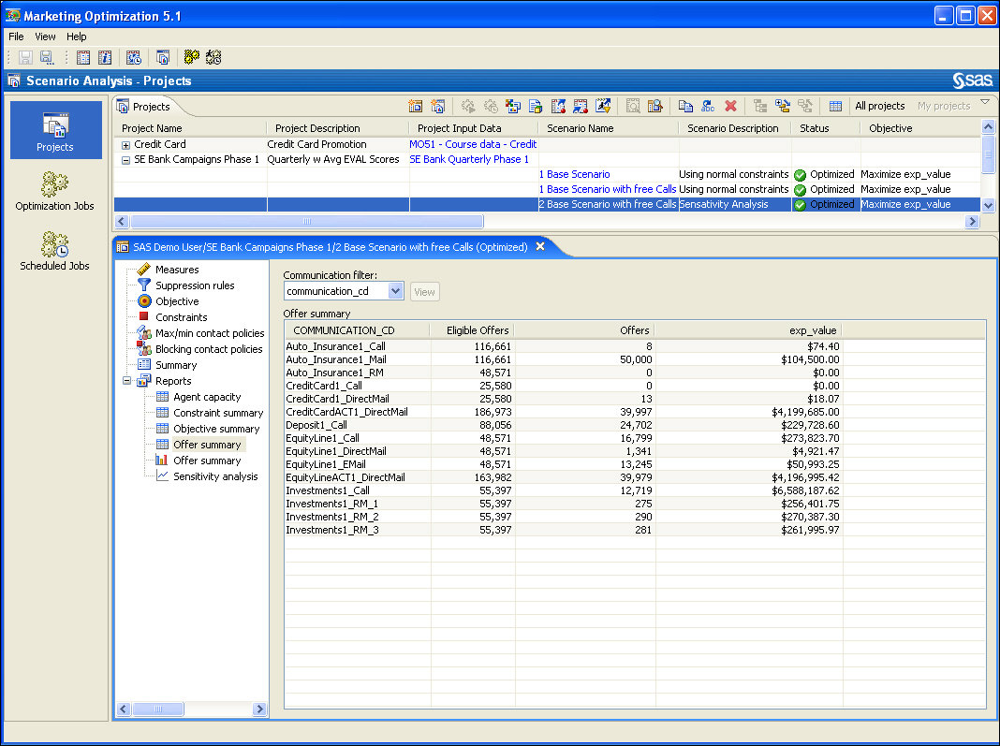 Marketing Optimization 5.1
File View Help
Scenario Analysis - Projects
sas
Projects
All projects My projects
Project Name Project Description Project Input Data Scenario Name Scenario Description Status Objective
Credit Card Credit Card Promotion MO51 - Course data - Credit
SE Bank Campaigns Phase 1 Quarterly w Avg EVAL Scores SE Bank Quarterly Phase 1
1 Base Scenario Using normal constraints Optimized Maximize exp_value
1 Base Scenario with free Calls Using normal constraints Optimized Maximize exp_value
2 Base Scenario with free Calls Sensativity Analysis Optimized Maximize exp_value
Projects
Optimization Jobs
Scheduled Jobs
SAS Demo User/SE Bank Campaigns Phase 1/2 Base Scenario with free Calls (Optimized)
Measures
Suppression rules
Objective
Constraints
Max/min contact policies
Blocking contact policies
Summary
Reports
Agent capacity
Constraint summary
Objective summary
Offer summary
Offer summary
Sensitivity analysis
Communication filter:
communication_cd View
Offer summary
COMMUNICATION_CD Eligible Offers Offers exp_value
Auto_Insurance1_Call 116,661 8 $74.40
Auto_Insurance1_Mail 116,661 50,000 $104,500.00
Auto_Insurance1_RM 48,571 0 $0.00
CreditCard1_Call 25,580 0 $0.00
CreditCard1_DirectMail 25,580 13 $18.07
CreditCardACT1_DirectMail 186,973 39,997 $4,199,685.00
Deposit1_Call 88,056 24,702 $229,728.60
EquityLine1_Call 48,571 16,799 $273,823.70
EquityLine1_DirectMail 48,571 1,341 $4,921.47
EquityLine1_EMail 48,571 13,245 $50,993.25
EquityLineACT1_DirectMail 163,982 39,979 $4,196,995.42
Investments1_Call 55,397 12,719 $6,588,187.62
Investments1_RM_1 55,397 275 $256,401.75
Investments1_RM_2 55,397 290 $270,387.30
Investments1_RM_3 55,397 281 $261,995.97